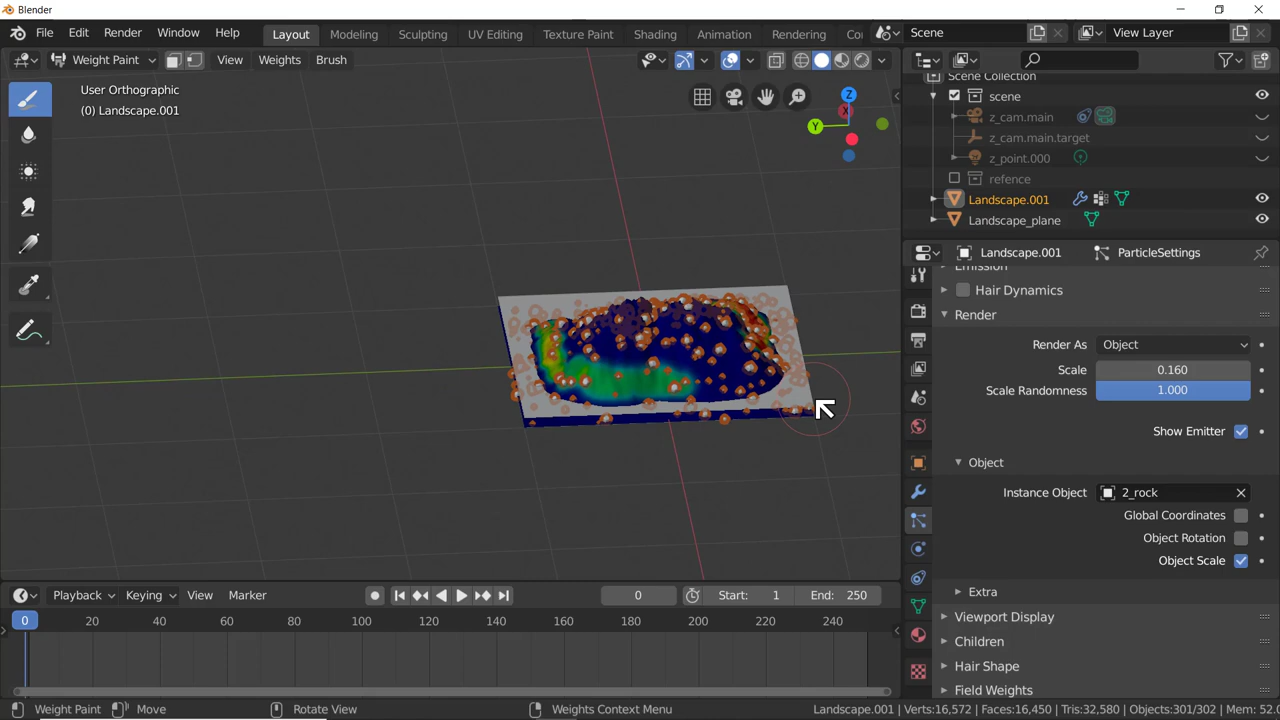 Blender
File Edit Render Window Help Layout Modeling Sculpting UV Editing Texture Paint Shading Animation Rendering Co Scene View Layer
Weight Paint View Weights Brush
User Orthographic
(0) Landscape.001
Z
X
Y
Scene Collection
scene
z_cam.main
z_cam.main.target
z_point.000
refence
Landscape.001
Landscape_plane
Landscape.001 ParticleSettings
Emission
Hair Dynamics
Render
Render As Object
Scale 0.160
Scale Randomness 1.000
Show Emitter
Object
Instance Object 2_rock
Global Coordinates
Object Rotation
Object Scale
Extra
Viewport Display
Children
Hair Shape
Field Weights
Playback Keying View Marker 0 Start: 1 End: 250
0 20 40 60 80 100 120 140 160 180 200 220 240
Weight Paint Move Rotate View Weights Context Menu Landscape.001 | Verts:16,572 | Faces:16,450 | Tris:32,580 | Objects:301/302 | Mem: 52.0